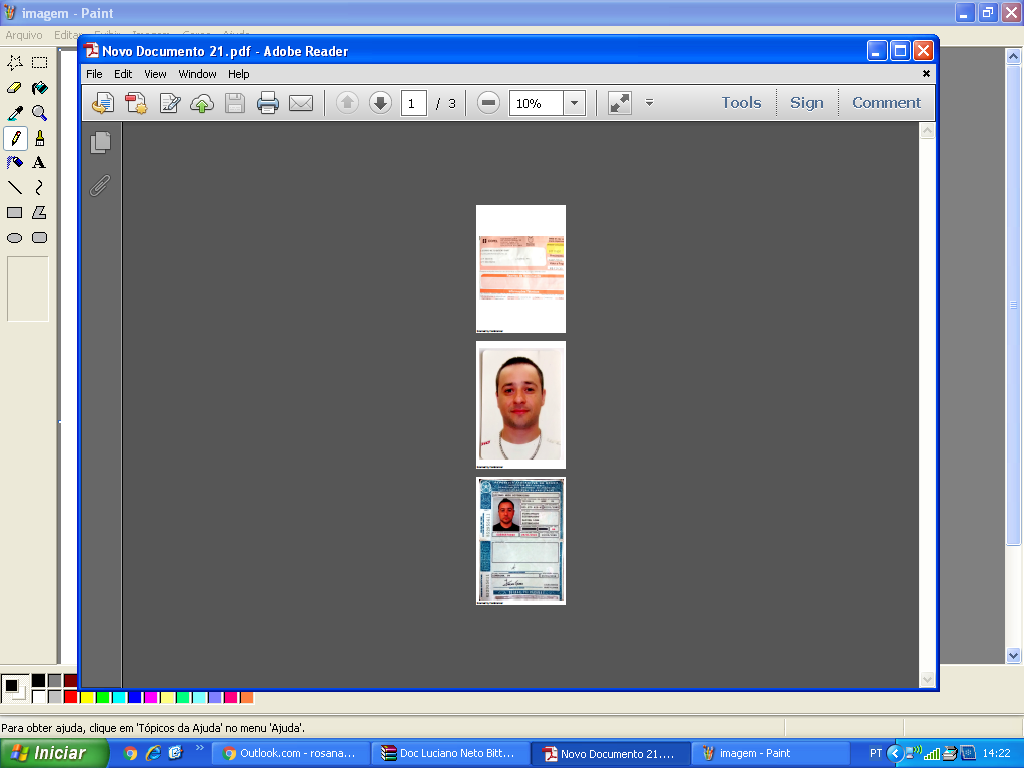 imagem - Paint
Arquivo Editar Exibir Imagem Cores Ajuda
Novo Documento 21.pdf - Adobe Reader
File Edit View Window Help
1 / 3 10% Tools Sign Comment
Para obter ajuda, clique em 'Tópicos da Ajuda' no menu 'Ajuda'.
Iniciar Outlook.com - rosana... Doc Luciano Neto Bitt... Novo Documento 21.... imagem - Paint PT 14:22